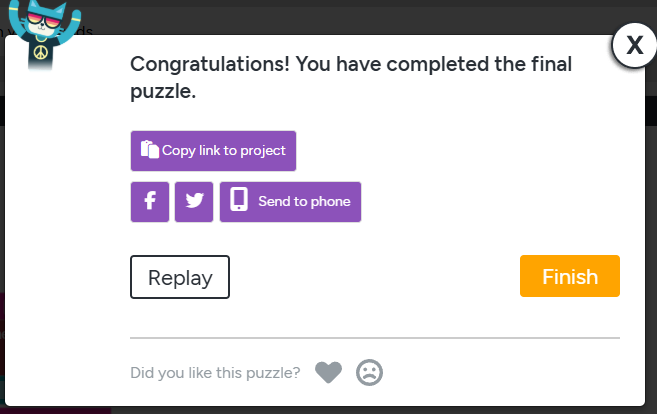 Congratulations! You have completed the final
puzzle.
Copy link to project
Send to phone
Replay
Finish
Did you like this puzzle?
X